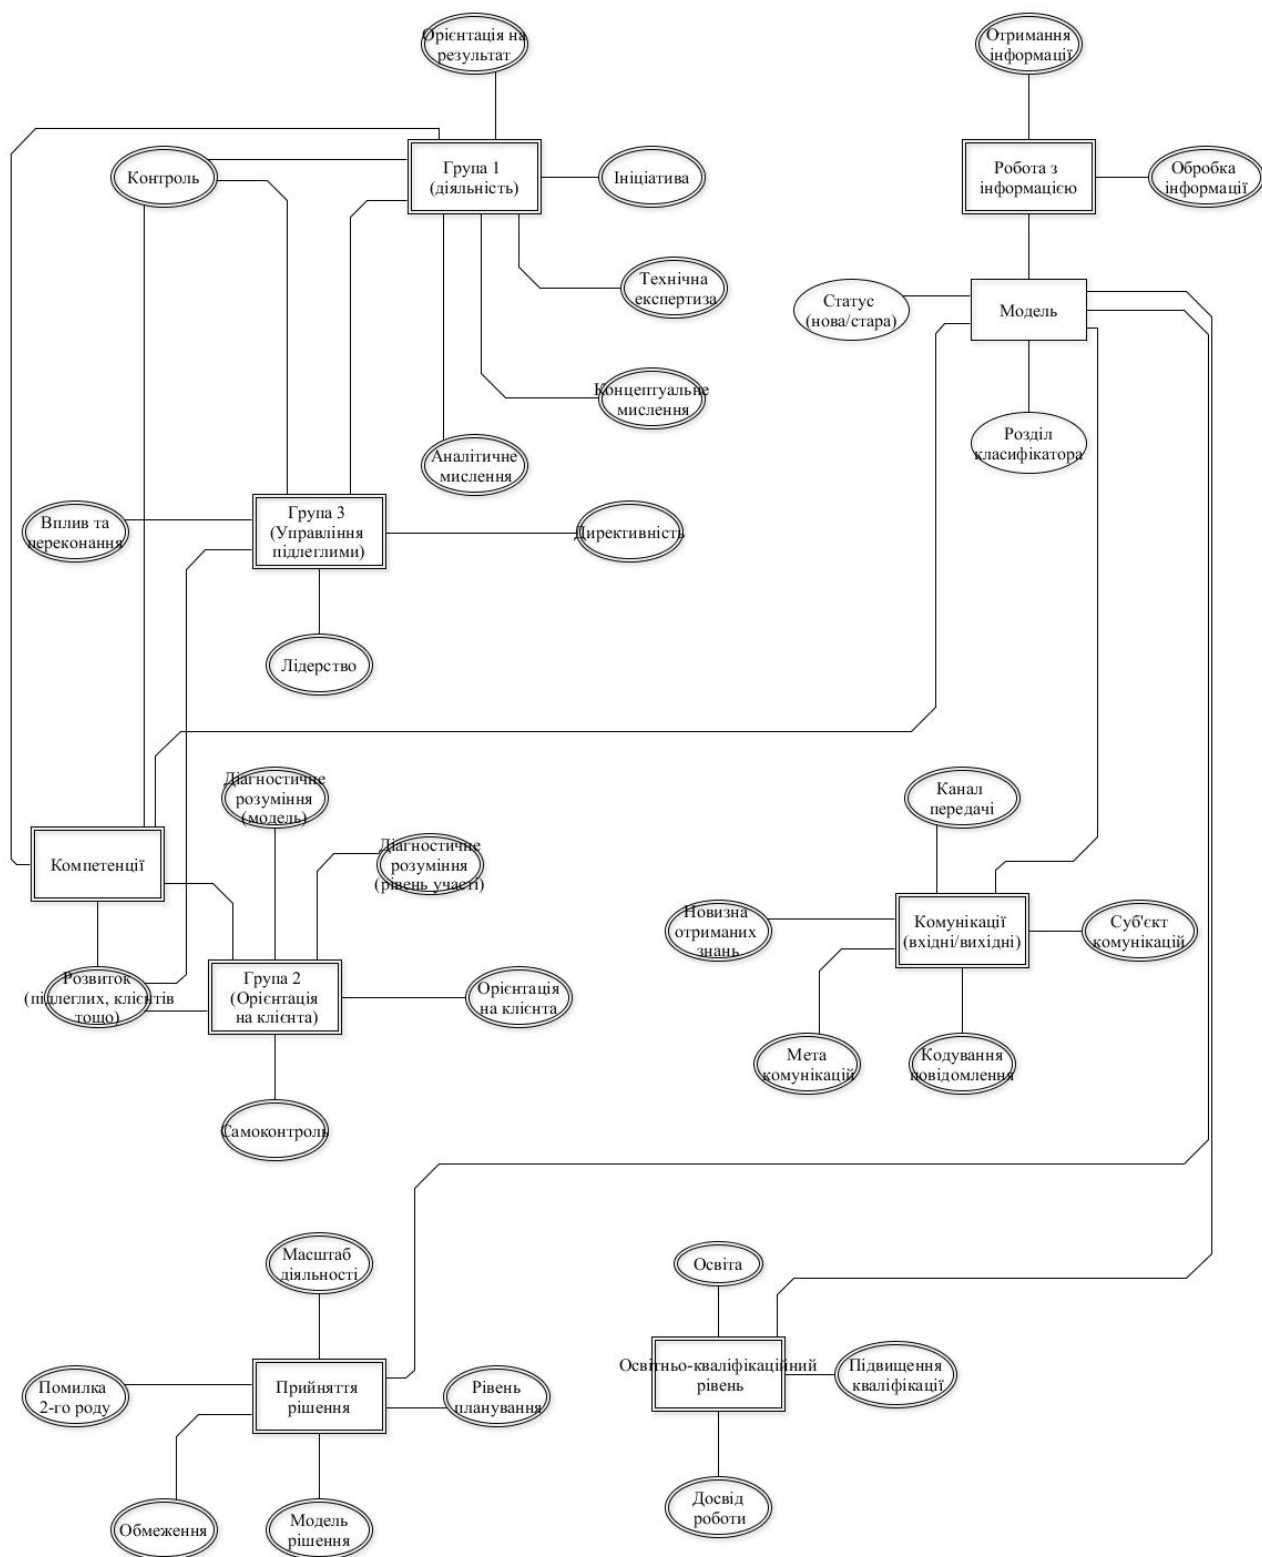 Орієнтація на
результат
Отримання
інформації
Контроль
Група 1
(діяльність)
Ініціатива
Робота з
інформацією
Обробка
інформації
Технічна
експертиза
Статус
(нова/стара)
Модель
Концептуальне
мислення
Розділ
класифікатора
Аналітичне
мислення
Вплив та
переконання
Група 3
(Управління
підлеглими)
Директивність
Лідерство
Діагностичне
розуміння
(модель)
Канал
передачі
Компетенції
Діагностичне
розуміння
(рівень участі)
Новизна
отриманих
знань
Комунікації
(вхідні/вихідні)
Суб'єкт
комунікацій
Розвиток
(підлеглих, клієнтів
тощо)
Група 2
(Орієнтація
на клієнта)
Орієнтація
на клієнта
Мета
комунікацій
Кодування
повідомлення
Самоконтроль
Масштаб
діяльності
Освіта
Помилка
2-го роду
Прийняття
рішення
Рівень
планування
Освітньо-кваліфікаційний
рівень
Підвищення
кваліфікації
Обмеження
Модель
рішення
Досвід
роботи